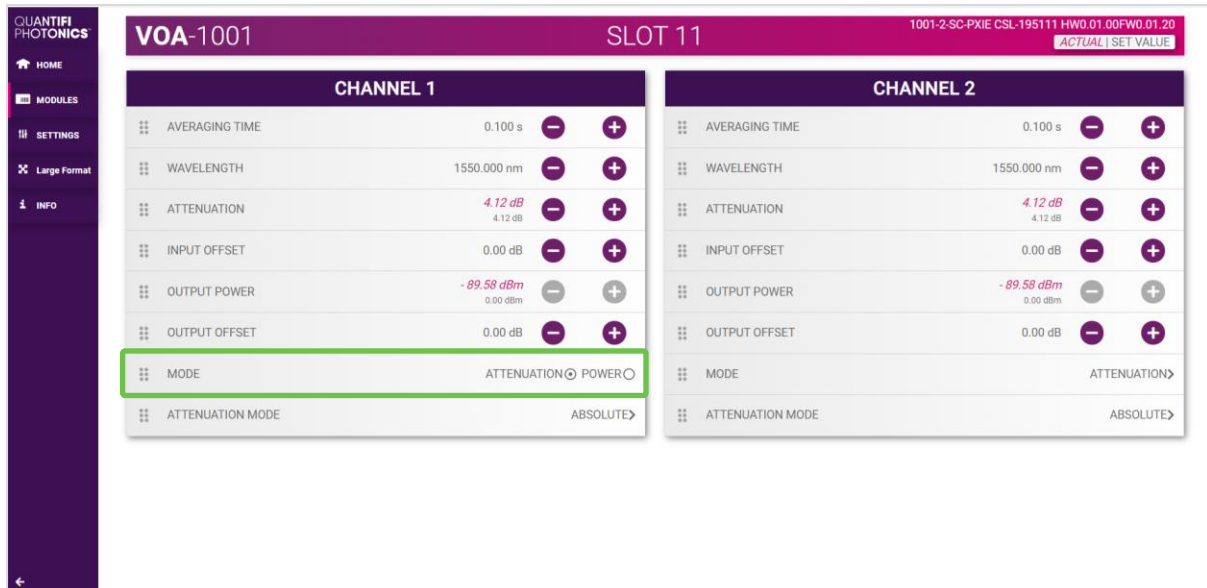 QUANTIFI
PHOTONICS
HOME
MODULES
SETTINGS
Large Format
INFO
VOA-1001
SLOT 11
1001-2-SC-PXIE CSL-195111 HW0.01.00FW0.01.20
ACTUAL | SET VALUE
CHANNEL 1
AVERAGING TIME 0.100 s
WAVELENGTH 1550.000 nm
ATTENUATION 4.12 dB
4.12 dB
INPUT OFFSET 0.00 dB
OUTPUT POWER - 89.58 dBm
0.00 dBm
OUTPUT OFFSET 0.00 dB
MODE ATTENUATION POWER
ATTENUATION MODE ABSOLUTE
CHANNEL 2
AVERAGING TIME 0.100 s
WAVELENGTH 1550.000 nm
ATTENUATION 4.12 dB
4.12 dB
INPUT OFFSET 0.00 dB
OUTPUT POWER - 89.58 dBm
0.00 dBm
OUTPUT OFFSET 0.00 dB
MODE ATTENUATION
ATTENUATION MODE ABSOLUTE